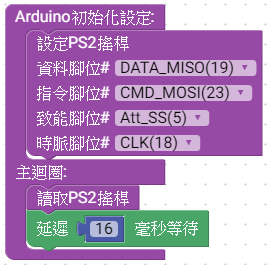 Arduino初始化設定:
設定PS2搖桿
資料腳位# DATA_MISO(19)
指令腳位# CMD_MOSI(23)
致能腳位# Att_SS(5)
時脈腳位# CLK(18)
主迴圈:
讀取PS2搖桿
延遲 16 毫秒等待